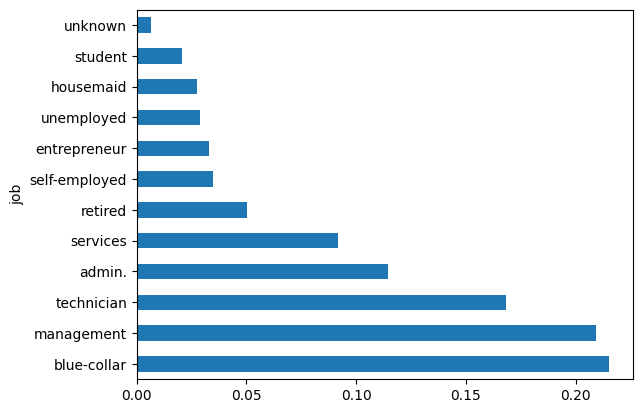 unknown
student
housemaid
unemployed
entrepreneur
self-employed
retired
services
admin.
technician
management
blue-collar
job
0.00 0.05 0.10 0.15 0.20